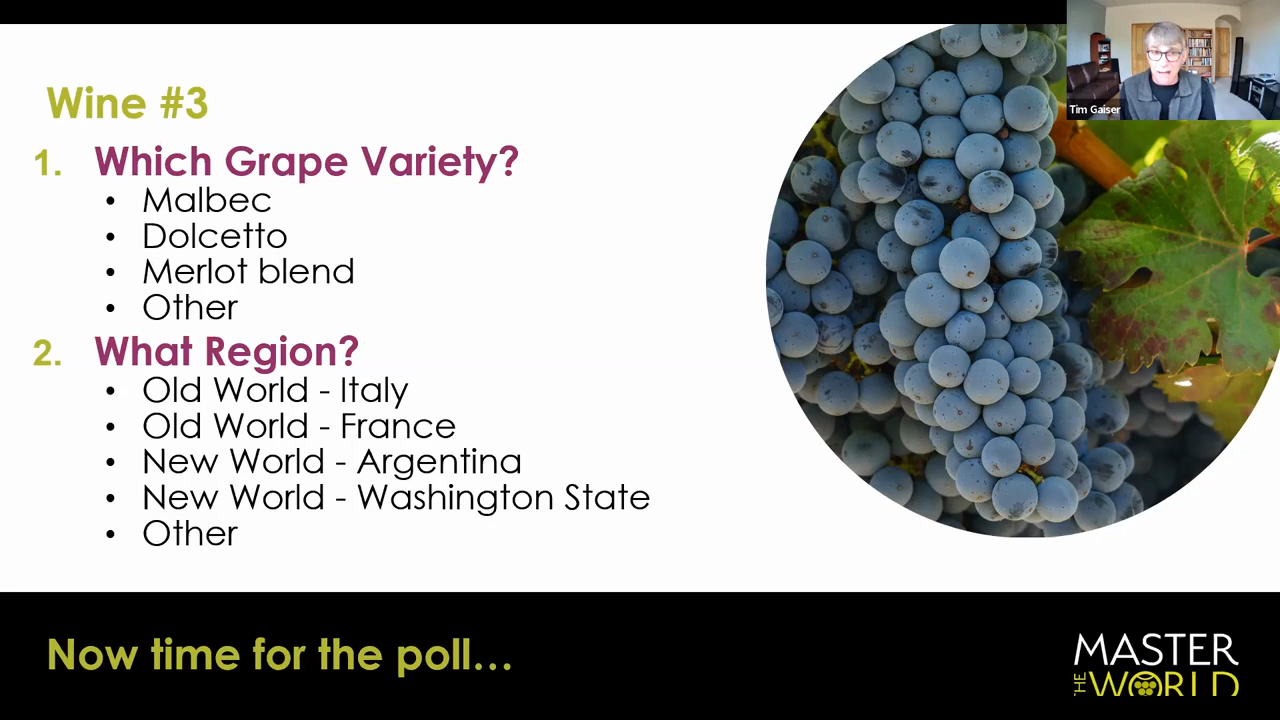 Wine #3
1. Which Grape Variety?
• Malbec
• Dolcetto
• Merlot blend
• Other
2. What Region?
• Old World - Italy
• Old World - France
• New World - Argentina
• New World - Washington State
• Other
Now time for the poll...
Tim Gaiser
MASTER
THE WORLD